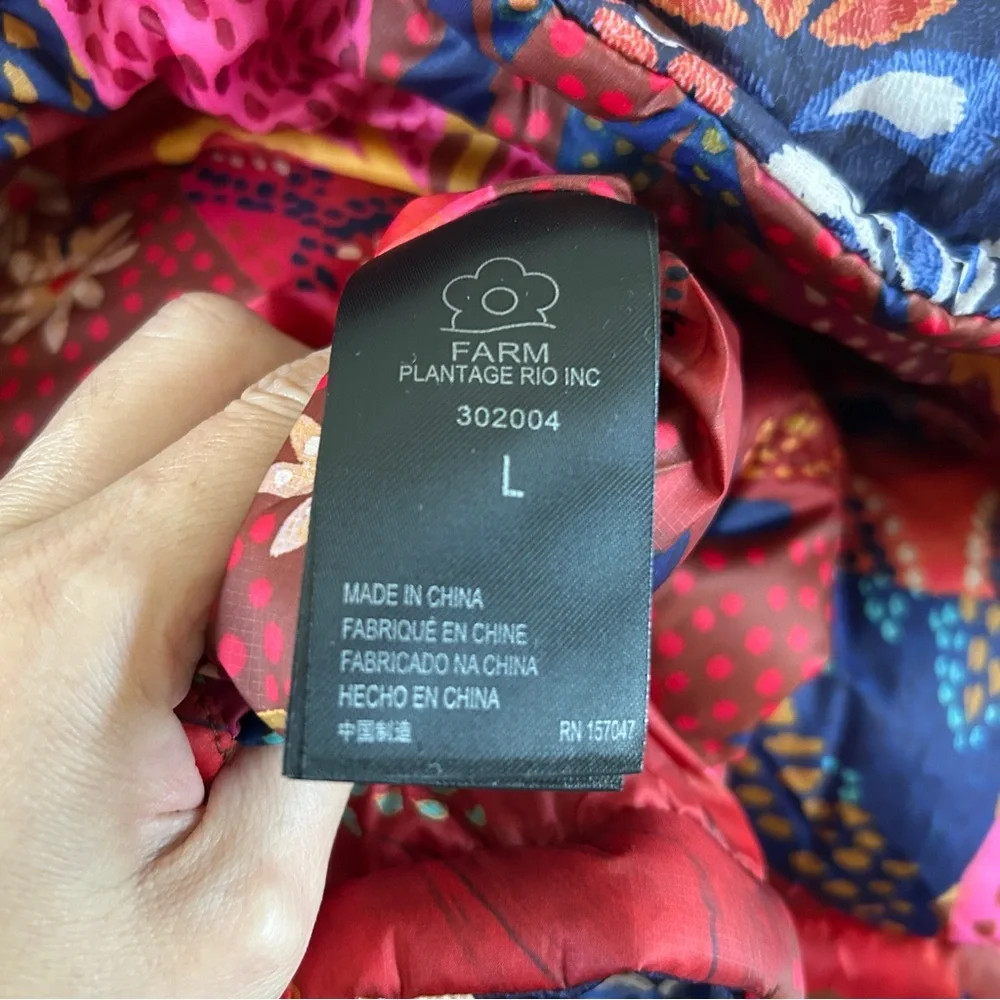 FARM
PLANTAGE RIO INC
302004
L
MADE IN CHINA
FABRIQUÉ EN CHINE
FABRICADO NA CHINA
HECHO EN CHINA
中国制造 RN 157047